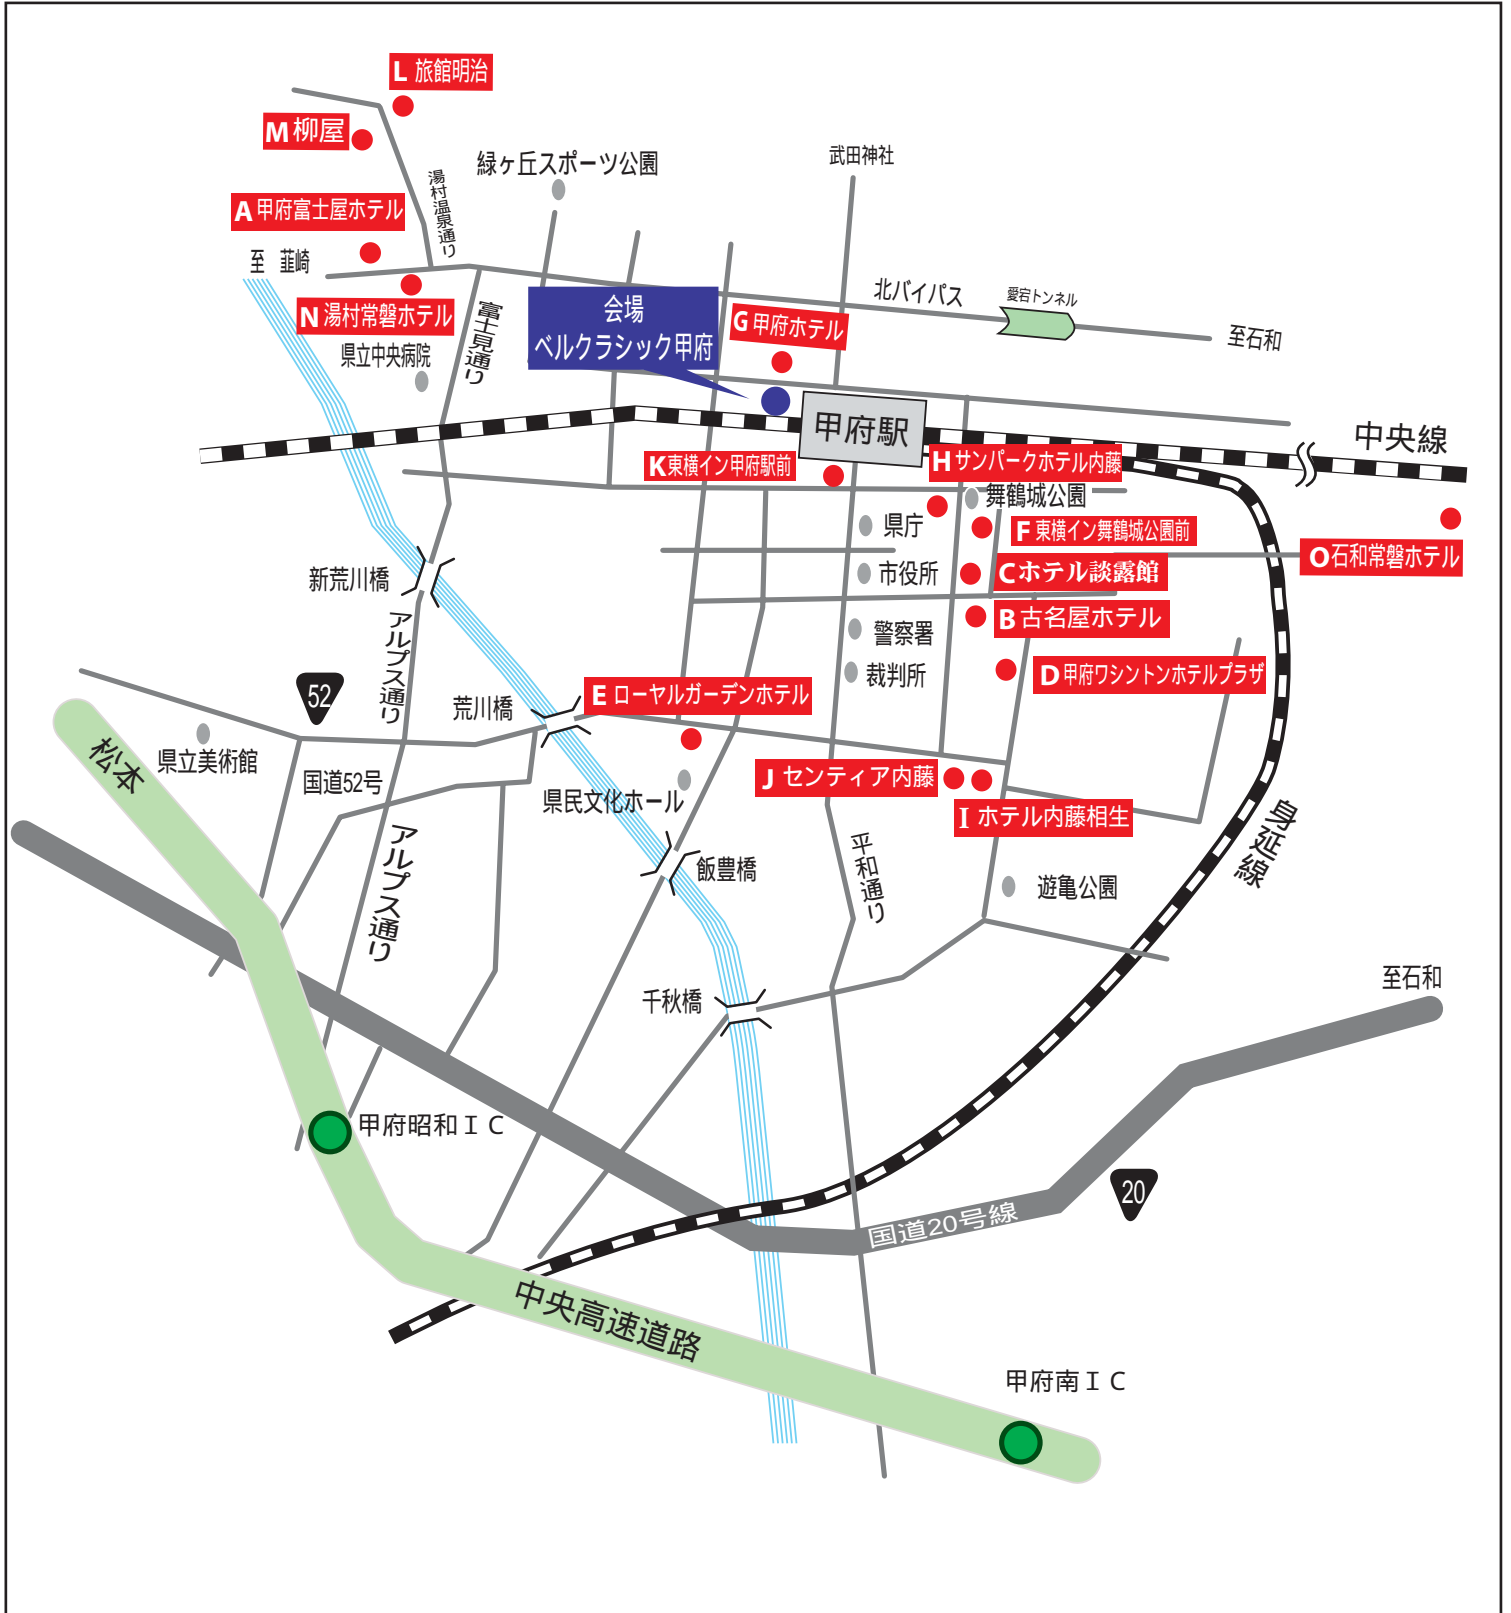 L 旅館明治
M 柳屋
緑ヶ丘スポーツ公園
武田神社
湯村温泉通り
A 甲府富士屋ホテル
至 韮崎
北バイパス
愛宕トンネル
至石和
N 湯村常磐ホテル
富士見通り
会場
ベルクラシック甲府
G 甲府ホテル
県立中央病院
甲府駅
中央線
K 東横イン甲府駅前
H サンパークホテル内藤
舞鶴城公園
県庁
F 東横イン舞鶴城公園前
O 石和常磐ホテル
新荒川橋
市役所
C ホテル談露館
アルプス通り
警察署
B 古名屋ホテル
裁判所
D 甲府ワシントンホテルプラザ
52
荒川橋
E ローヤルガーデンホテル
松本
県立美術館
国道52号
県民文化ホール
J センティア内藤
I ホテル内藤相生
身延線
アルプス通り
飯豊橋
平和通り
遊亀公園
千秋橋
至石和
甲府昭和ＩＣ
20
国道20号線
中央高速道路
甲府南ＩＣ